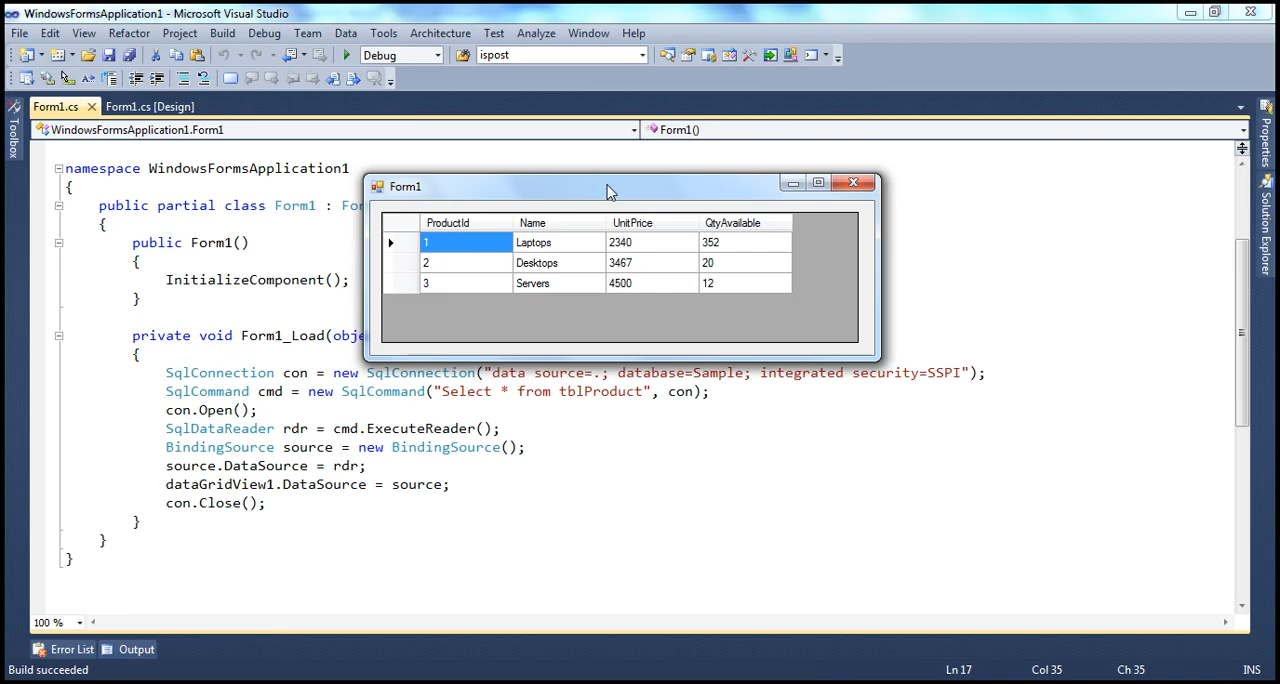 WindowsFormsApplication1 - Microsoft Visual Studio
File Edit View Refactor Project Build Debug Team Data Tools Architecture Test Analyze Window Help
Debug ispost
Form1.cs Form1.cs [Design]
WindowsFormsApplication1.Form1 Form1()
Toolbox
Properties
Solution Explorer
namespace WindowsFormsApplication1
{
public partial class Form1 :
{
public Form1()
{
InitializeComponent();
}
private void Form1_Load(
{
SqlConnection con = new SqlConnection("data source=.; database=Sample; integrated security=SSPI");
SqlCommand cmd = new SqlCommand("Select * from tblProduct", con);
con.Open();
SqlDataReader rdr = cmd.ExecuteReader();
BindingSource source = new BindingSource();
source.DataSource = rdr;
dataGridView1.DataSource = source;
con.Close();
}
}
}
Form1
ProductId Name UnitPrice QtyAvailable
1 Laptops 2340 352
2 Desktops 3467 20
3 Servers 4500 12
100 %
Error List Output
Build succeeded Ln 17 Col 35 Ch 35 INS